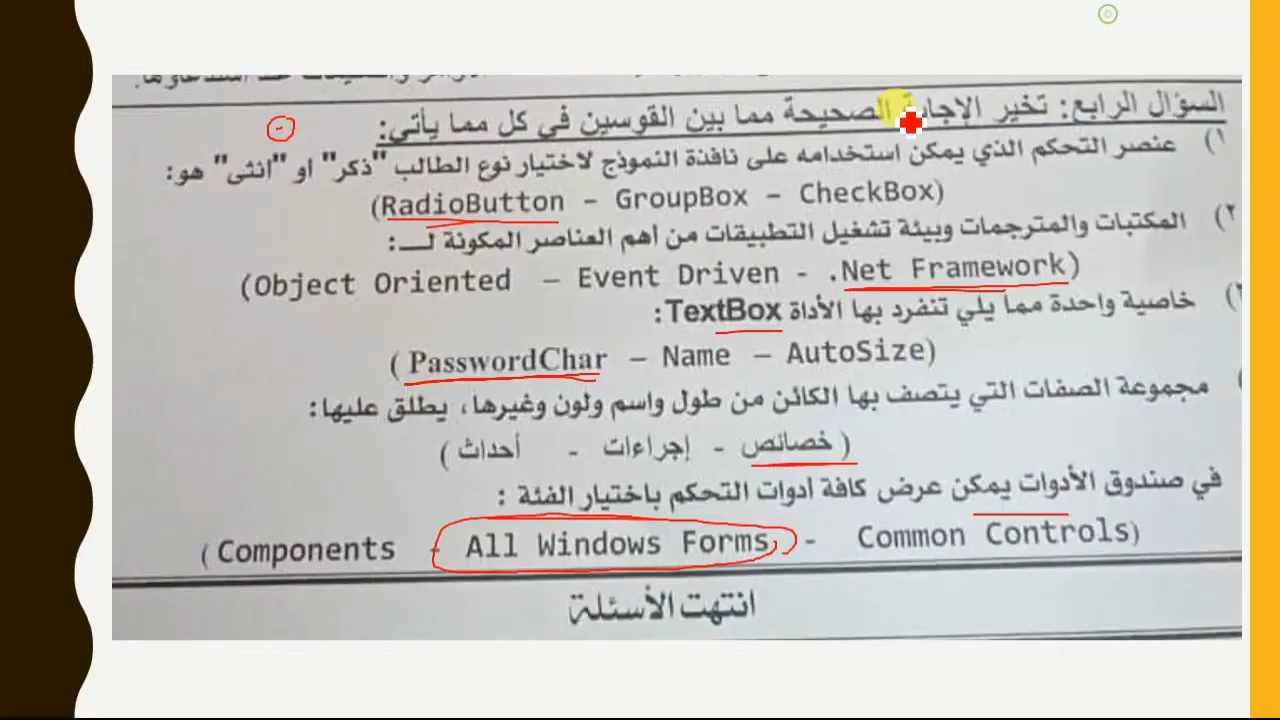 السؤال الرابع: تخير الإجابة الصحيحة مما بين القوسين في كل مما يأتي:
١) عنصر التحكم الذي يمكن استخدامه على نافذة النموذج لاختيار نوع الطالب "ذكر" او "انثى" هو:
(RadioButton – GroupBox – CheckBox)
٢) المكتبات والمترجمات وبيئة تشغيل التطبيقات من أهم العناصر المكونة لـــ:
(Object Oriented – Event Driven - .Net Framework)
) خاصية واحدة مما يلي تنفرد بها الأداة TextBox:
( PasswordChar – Name – AutoSize)
مجموعة الصفات التي يتصف بها الكائن من طول واسم ولون وغيرها، يطلق عليها:
( خصائص - إجراءات - أحداث )
في صندوق الأدوات يمكن عرض كافة أدوات التحكم باختيار الفئة :
( Components - All Windows Forms - Common Controls)
انتهت الأسئلة